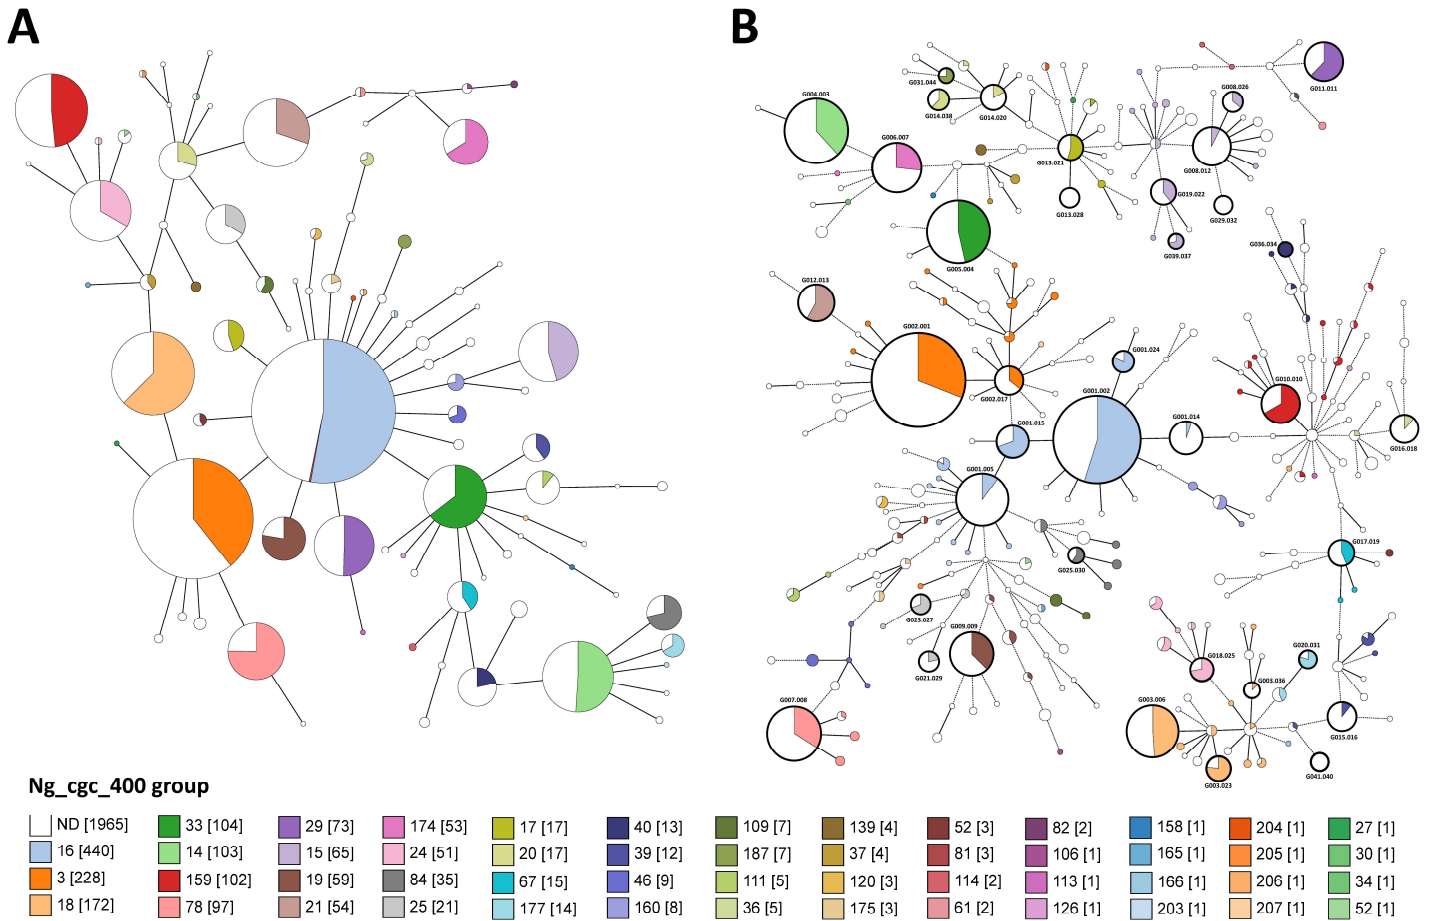 A
B
G031.044
G014.038
G014.020
G004.003
G006.007
G013.021
G013.028
G008.026
G008.012
G019.022
G029.032
G039.037
G011.011
G005.004
G036.034
G012.013
G002.001
G002.017
G001.024
G001.002
G001.014
G001.015
G001.005
G010.010
G016.018
G025.030
G017.019
G023.027
G009.009
G021.029
G007.008
G018.025
G020.031
G003.036
G003.006
G003.023
G015.016
G041.040
Ng_cgc_400 group
ND [1965] 33 [104] 29 [73] 174 [53] 17 [17] 40 [13] 109 [7] 139 [4] 52 [3] 82 [2] 158 [1] 204 [1] 27 [1]
16 [440] 14 [103] 15 [65] 24 [51] 20 [17] 39 [12] 187 [7] 37 [4] 81 [3] 106 [1] 165 [1] 205 [1] 30 [1]
3 [228] 159 [102] 19 [59] 84 [35] 67 [15] 46 [9] 111 [5] 120 [3] 114 [2] 113 [1] 166 [1] 206 [1] 34 [1]
18 [172] 78 [97] 21 [54] 25 [21] 177 [14] 160 [8] 36 [5] 175 [3] 61 [2] 126 [1] 203 [1] 207 [1] 52 [1]